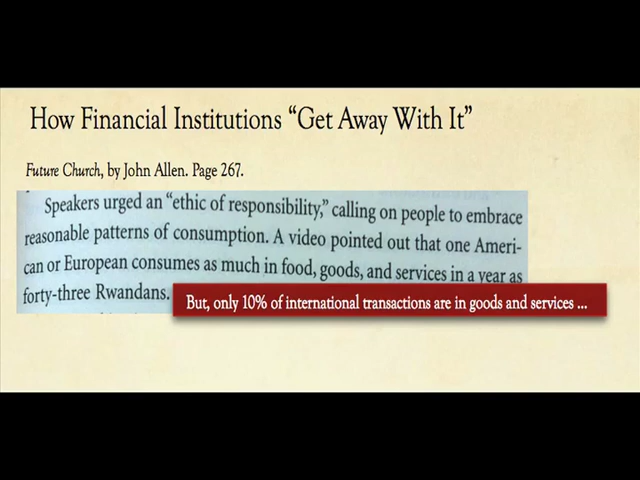 How Financial Institutions “Get Away With It”
Future Church, by John Allen. Page 267.
Speakers urged an “ethic of responsibility,” calling on people to embrace
reasonable patterns of consumption. A video pointed out that one Ameri-
can or European consumes as much in food, goods, and services in a year as
forty-three Rwandans.
But, only 10% of international transactions are in goods and services ...